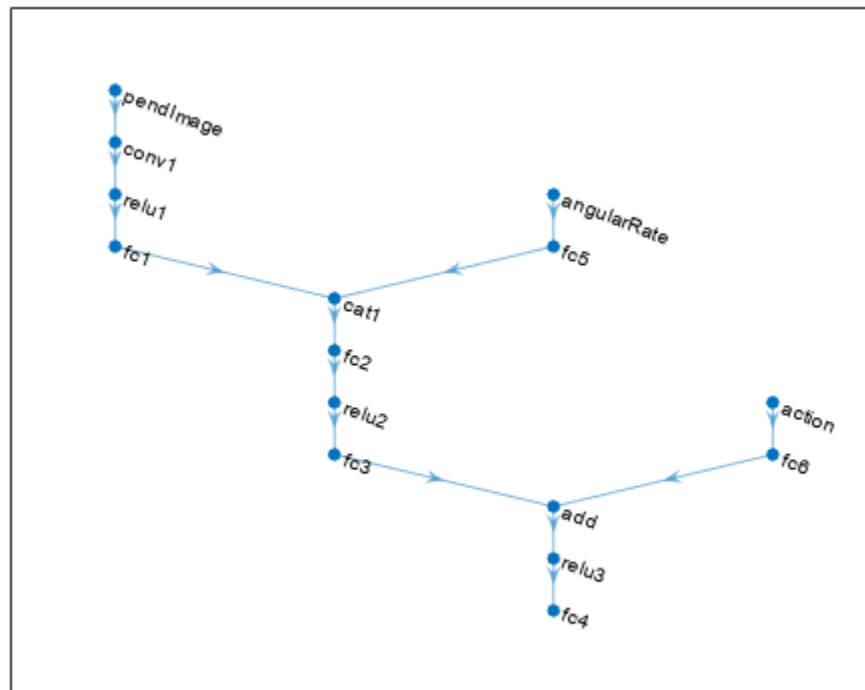 pendImage
conv1
relu1
fc1
angularRate
fc5
cat1
fc2
relu2
fc3
action
fc6
add
relu3
fc4